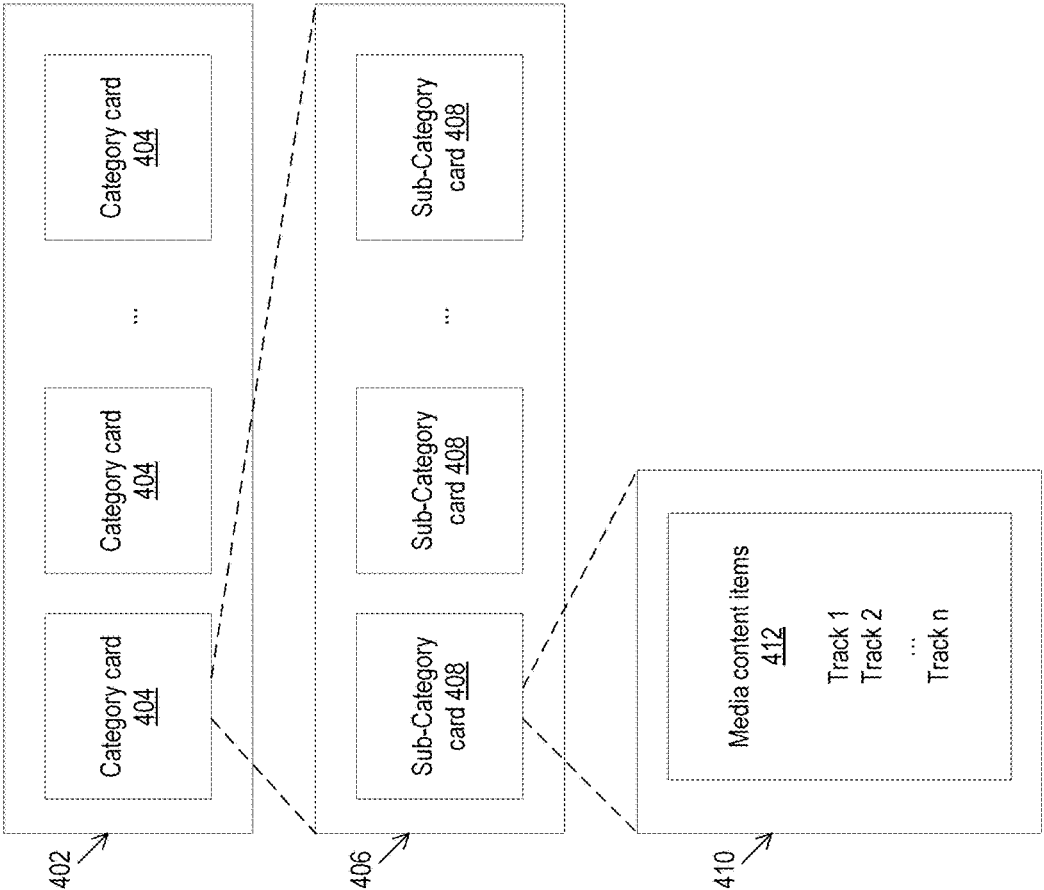 402
Category card
404
Category card
404
...
Category card
404
406
Sub-Category
card 408
Sub-Category
card 408
...
Sub-Category
card 408
410
Media content items
412
Track 1
Track 2
...
Track n